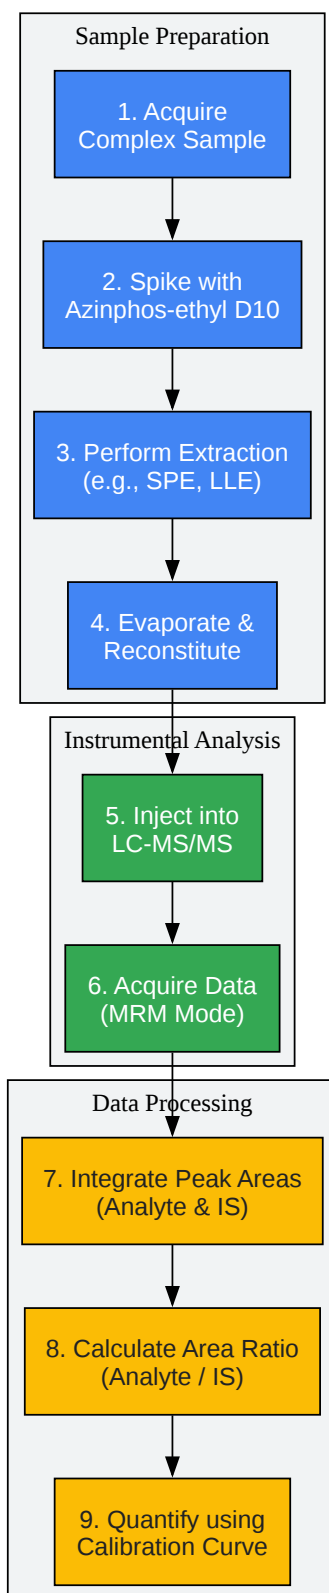 Sample Preparation
1. Acquire
Complex Sample
2. Spike with
Azinphos-ethyl D10
3. Perform Extraction
(e.g., SPE, LLE)
4. Evaporate &
Reconstitute
Instrumental Analysis
5. Inject into
LC-MS/MS
6. Acquire Data
(MRM Mode)
Data Processing
7. Integrate Peak Areas
(Analyte & IS)
8. Calculate Area Ratio
(Analyte / IS)
9. Quantify using
Calibration Curve